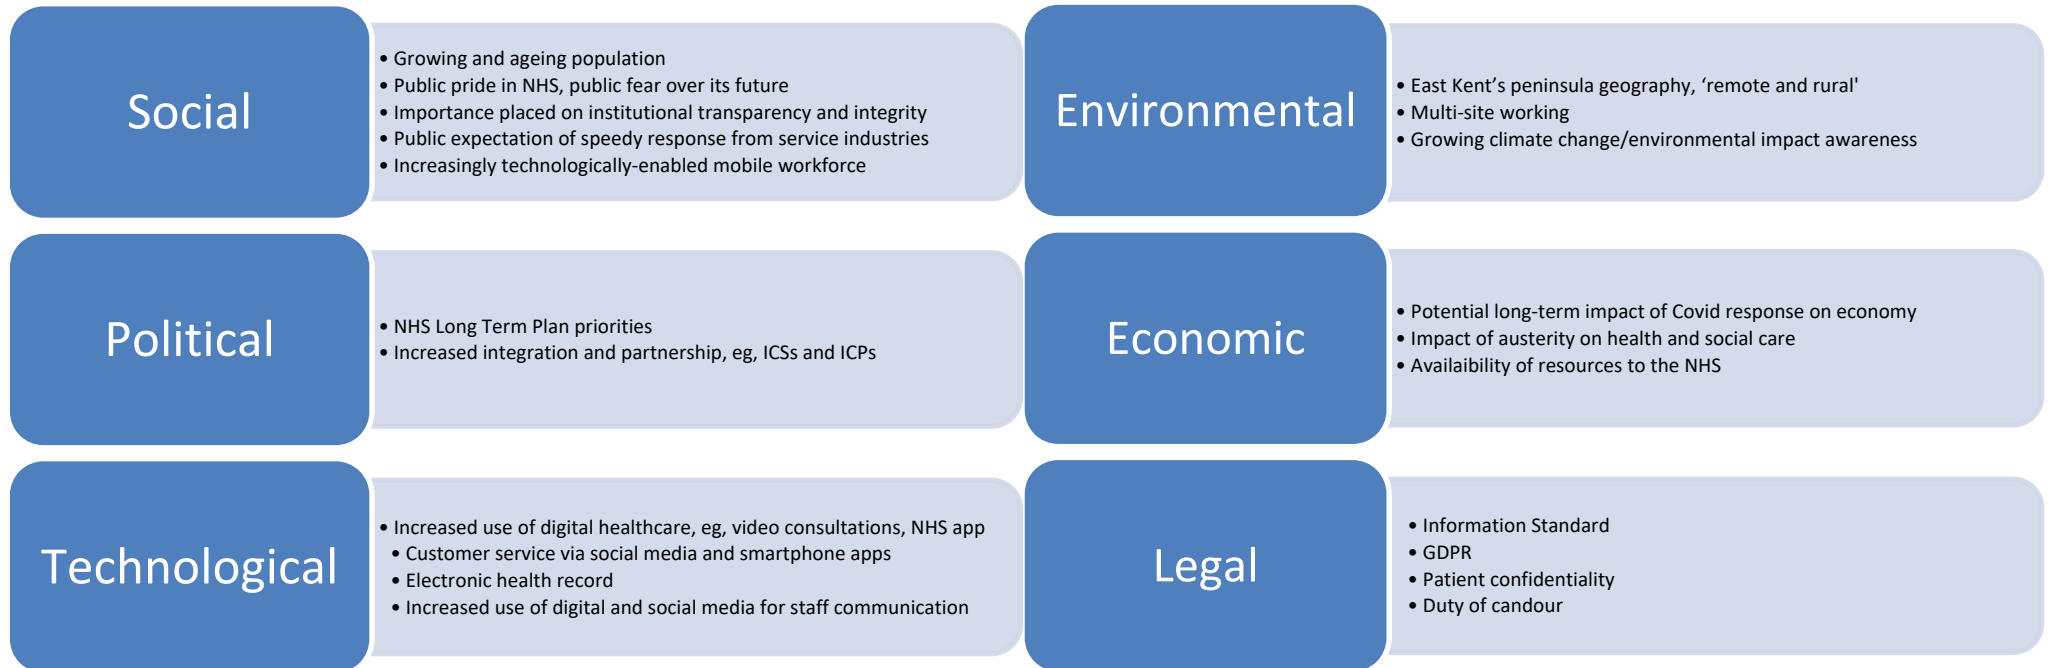 Social
• Growing and ageing population
• Public pride in NHS, public fear over its future
• Importance placed on institutional transparency and integrity
• Public expectation of speedy response from service industries
• Increasingly technologically-enabled mobile workforce
Environmental
• East Kent’s peninsula geography, ‘remote and rural'
• Multi-site working
• Growing climate change/environmental impact awareness
Political
• NHS Long Term Plan priorities
• Increased integration and partnership, eg, ICSs and ICPs
Economic
• Potential long-term impact of Covid response on economy
• Impact of austerity on health and social care
• Availaibility of resources to the NHS
Technological
• Increased use of digital healthcare, eg, video consultations, NHS app
• Customer service via social media and smartphone apps
• Electronic health record
• Increased use of digital and social media for staff communication
Legal
• Information Standard
• GDPR
• Patient confidentiality
• Duty of candour